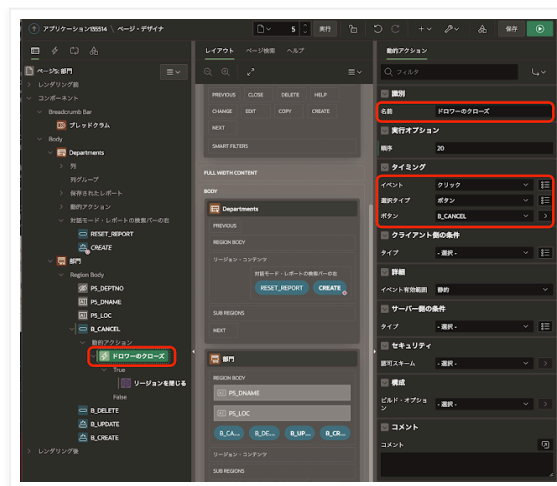 アプリケーション135514 \ ページ・デザイナ
5
実行
保存
ページ5: 部門
レンダリング前
コンポーネント
Breadcrumb Bar
ブレッドクラム
Body
Departments
列
列グループ
保存されたレポート
動的アクション
対話モード・レポートの検索バーの右
RESET_REPORT
CREATE
部門
Region Body
P5_DEPTNO
P5_DNAME
P5_LOC
B_CANCEL
動的アクション
ドロワーのクローズ
True
リージョンを閉じる
False
B_DELETE
B_UPDATE
B_CREATE
レンダリング後
レイアウト ページ検索 ヘルプ
PREVIOUS CLOSE DELETE HELP
CHANGE EDIT COPY CREATE
NEXT
SMART FILTERS
FULL WIDTH CONTENT
BODY
Departments
PREVIOUS
REGION BODY
リージョン・コンテンツ
対話モード・レポートの検索バーの右
RESET_REPORT CREATE
SUB REGIONS
NEXT
部門
REGION BODY
P5_DNAME
P5_LOC
B_CA... B_DE... B_UP... B_CR...
リージョン・コンテンツ
SUB REGIONS
動的アクション
フィルタ
識別
名前 ドロワーのクローズ
実行オプション
順序 20
タイミング
イベント クリック
選択タイプ ボタン
ボタン B_CANCEL
クライアント側の条件
タイプ - 選択 -
詳細
イベント有効範囲 静的
サーバー側の条件
タイプ - 選択 -
セキュリティ
認可スキーム - 選択 -
構成
ビルド・オプション - 選択 -
コメント
コメント